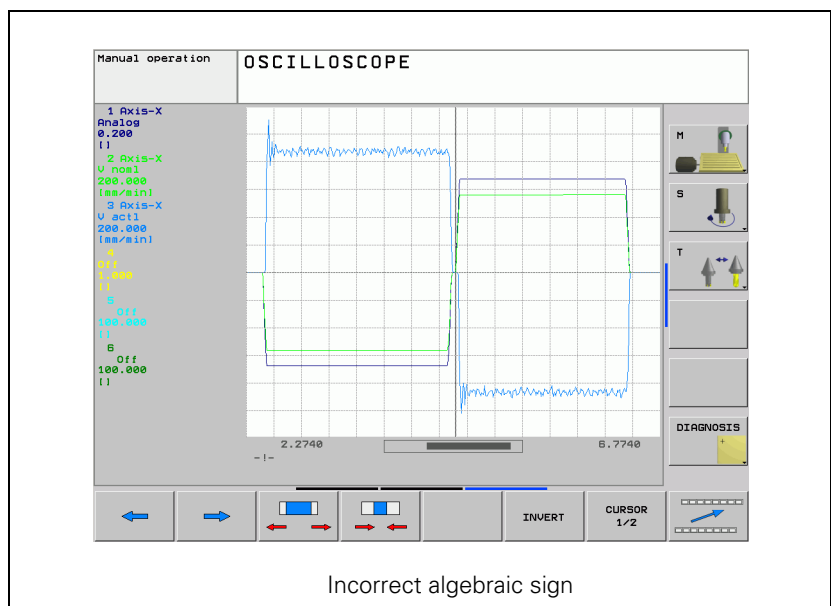 Manual operation
OSCILLOSCOPE
1 Axis-X
Analog
0.200
[]
2 Axis-X
V noml
200.000
[mm/min]
3 Axis-X
V actl
200.000
[mm/min]
4
Off
1.000
[]
5
Off
100.000
[]
6
Off
100.000
[]
2.2740
6.7740
-!-
M
S
T
DIAGNOSIS
INVERT
CURSOR
1/2
Incorrect algebraic sign